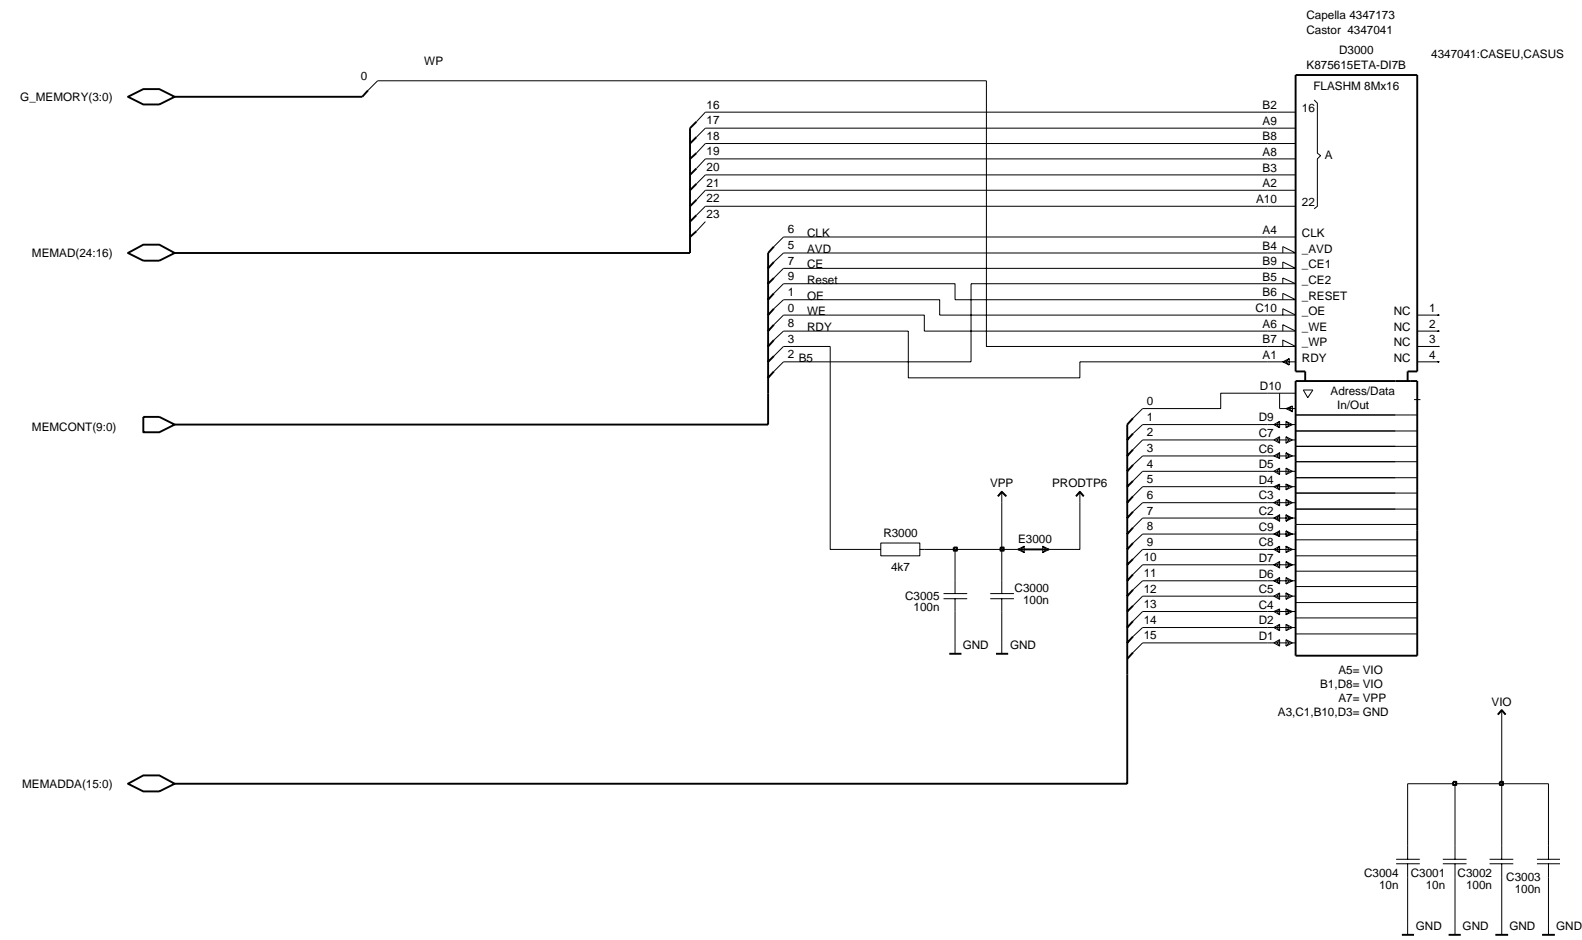 Capella 4347173
Castor 4347041
D3000
4347041:CASEU,CASUS
K875615ETA-DI7B
FLASHM 8Mx16
WP
0
G_MEMORY(3:0)
16 B2 16
17 A9
18 B8
19 A8 A
20 B3
21 A2
22 A10 22
23
MEMAD(24:16)
6 CLK A4 CLK
5 AVD B4 _AVD
7 CE B9 _CE1
9 Reset B5 _CE2
1 OE B6 _RESET
0 WE C10 _OE NC 1
8 RDY A6 _WE NC 2
3 B7 _WP NC 3
2 B5 A1 RDY NC 4
MEMCONT(9:0)
D10 Adress/Data
0 In/Out
1 D9
2 C7
3 C6
4 D5
5 D4
6 C3
7 C2
8 C9
9 C8
10 D7
11 D6
12 C5
13 C4
14 D2
15 D1
VPP PRODTP6
R3000
4k7
E3000
C3005
100n
C3000
100n
GND GND
A5= VIO
B1,D8= VIO
A7= VPP
A3,C1,B10,D3= GND
MEMADDA(15:0)
VIO
C3004
10n
C3001
10n
C3002
100n
C3003
100n
GND GND GND GND